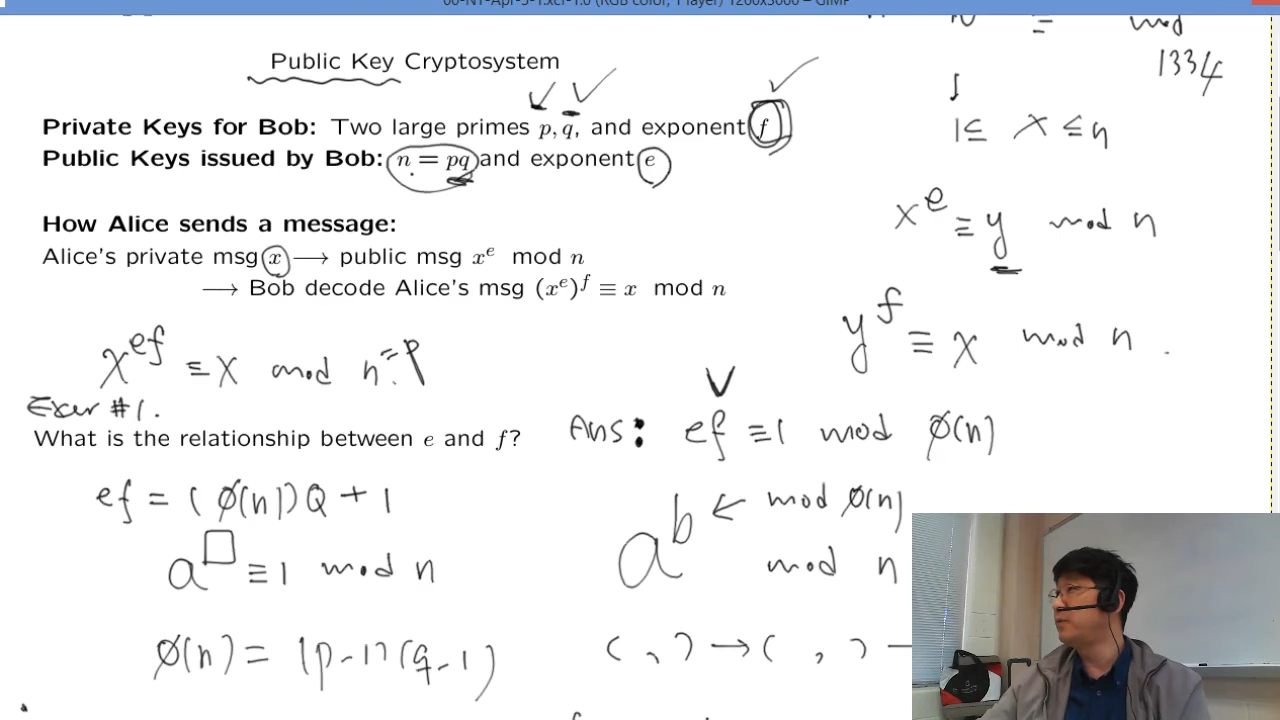 Public Key Cryptosystem
Private Keys for Bob: Two large primes p, q, and exponent f
Public Keys issued by Bob: n = pq and exponent e
How Alice sends a message:
Alice's private msg x ⟶ public msg x^e mod n
⟶ Bob decode Alice's msg (x^e)^f ≡ x mod n
≡ mod
1334
1 ≤ x ≤ n
x^e ≡ y mod n
y^f ≡ x mod n.
x^ef ≡ x mod n
Exer #1.
What is the relationship between e and f?
Ans: ef ≡ 1 mod ϕ(n)
ef = (ϕ(n))Q + 1
a^□ ≡ 1 mod n
ϕ(n) = (p-1)(q-1)
a^b ← mod ϕ(n)
mod n
( , ) → ( , ) –